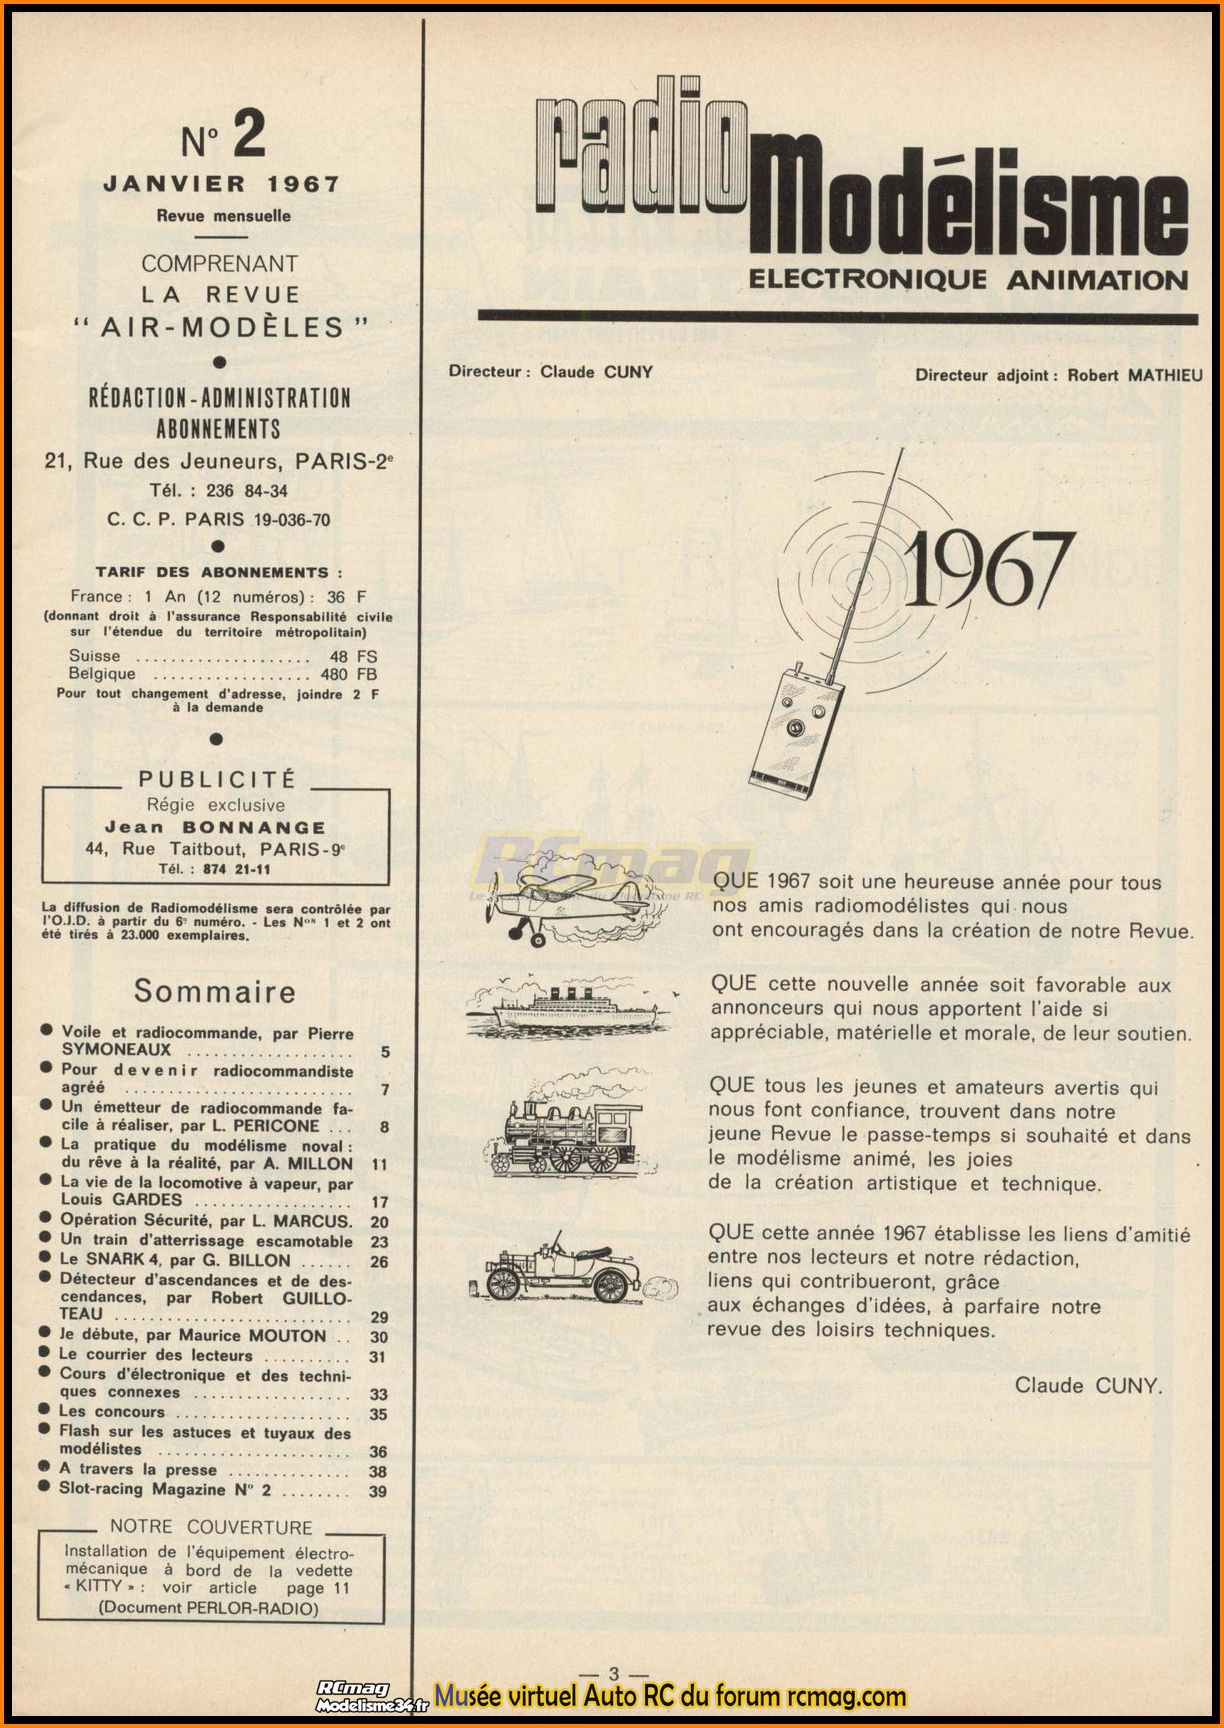 N° 2
JANVIER 1967
Revue mensuelle
COMPRENANT
LA REVUE
"AIR-MODÈLES"
RÉDACTION-ADMINISTRATION
ABONNEMENTS
21, Rue des Jeuneurs, PARIS-2e
Tél. : 236 84-34
C. C. P. PARIS 19-036-70
TARIF DES ABONNEMENTS :
France : 1 An (12 numéros) : 36 F
(donnant droit à l'assurance Responsabilité civile
sur l'étendue du territoire métropolitain)
Suisse .................... 48 FS
Belgique .................. 480 FB
Pour tout changement d'adresse, joindre 2 F
à la demande
PUBLICITÉ
Régie exclusive
Jean BONNANGE
44, Rue Taitbout, PARIS-9e
Tél. : 874 21-11
La diffusion de Radiomodélisme sera contrôlée par
l'O.J.D. à partir du 6e numéro. - Les Nos 1 et 2 ont
été tirés à 23.000 exemplaires.
Sommaire
● Voile et radiocommande, par Pierre
SYMONEAUX ................... 5
● Pour devenir radiocommandiste
agréé .......................... 7
● Un émetteur de radiocommande fa-
cile à réaliser, par L. PERICONE ... 8
● La pratique du modélisme noval :
du rêve à la réalité, par A. MILLON 11
● La vie de la locomotive à vapeur, par
Louis GARDES .................. 17
● Opération Sécurité, par L. MARCUS. 20
● Un train d'atterrissage escamotable 23
● Le SNARK 4, par G. BILLON ...... 26
● Détecteur d'ascendances et de des-
cendances, par Robert GUILLO-
TEAU ........................... 29
● Je débute, par Maurice MOUTON .. 30
● Le courrier des lecteurs .......... 31
● Cours d'électronique et des techni-
ques connexes .................. 33
● Les concours .................... 35
● Flash sur les astuces et tuyaux des
modélistes ...................... 36
● A travers la presse .............. 38
● Slot-racing Magazine N° 2 ........ 39
NOTRE COUVERTURE
Installation de l'équipement électro-
mécanique à bord de la vedette
« KITTY » : voir article page 11
(Document PERLOR-RADIO)
radio
Modélisme
ELECTRONIQUE ANIMATION
Directeur : Claude CUNY
Directeur adjoint : Robert MATHIEU
1967
RCmag
QUE 1967 soit une heureuse année pour tous
nos amis radiomodélistes qui nous
ont encouragés dans la création de notre Revue.
QUE cette nouvelle année soit favorable aux
annonceurs qui nous apportent l'aide si
appréciable, matérielle et morale, de leur soutien.
QUE tous les jeunes et amateurs avertis qui
nous font confiance, trouvent dans notre
jeune Revue le passe-temps si souhaité et dans
le modélisme animé, les joies
de la création artistique et technique.
QUE cette année 1967 établisse les liens d'amitié
entre nos lecteurs et notre rédaction,
liens qui contribueront, grâce
aux échanges d'idées, à parfaire notre
revue des loisirs techniques.
Claude CUNY.
— 3 —
RCmag
Modelisme34.fr
Musée virtuel Auto RC du forum rcmag.com